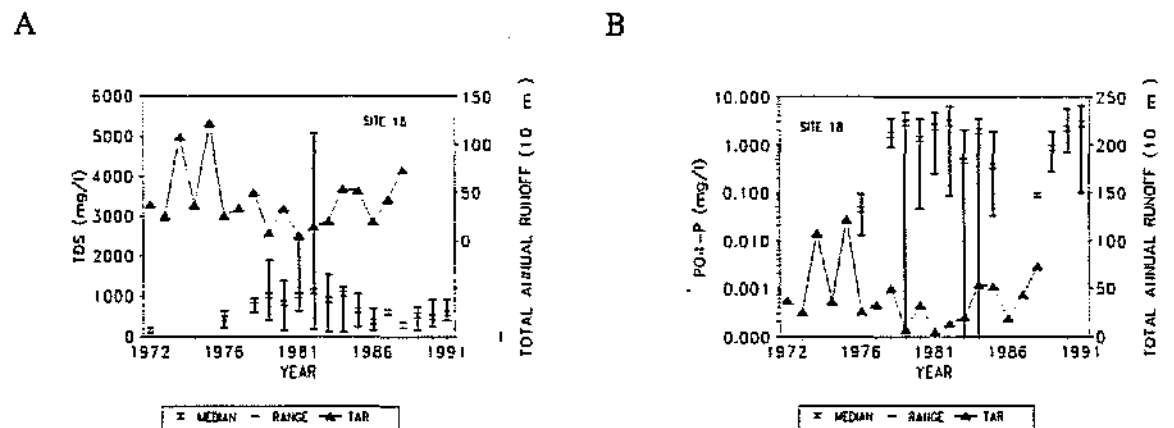 A
B
6000
5000
4000
3000
2000
1000
0
TDS (mg/l)
150
100
50
0
TOTAL ANNUAL RUNOFF (10 m )
SITE 18
1972 1976 1981 1986 1991
YEAR
MEDIAN RANGE TAR
10.000
1.000
0.100
0.010
0.001
0.000
PO4-P (mg/l)
250
200
150
100
50
0
TOTAL ANNUAL RUNOFF (10 m )
SITE 18
1972 1976 1981 1986 1991
YEAR
MEDIAN RANGE TAR